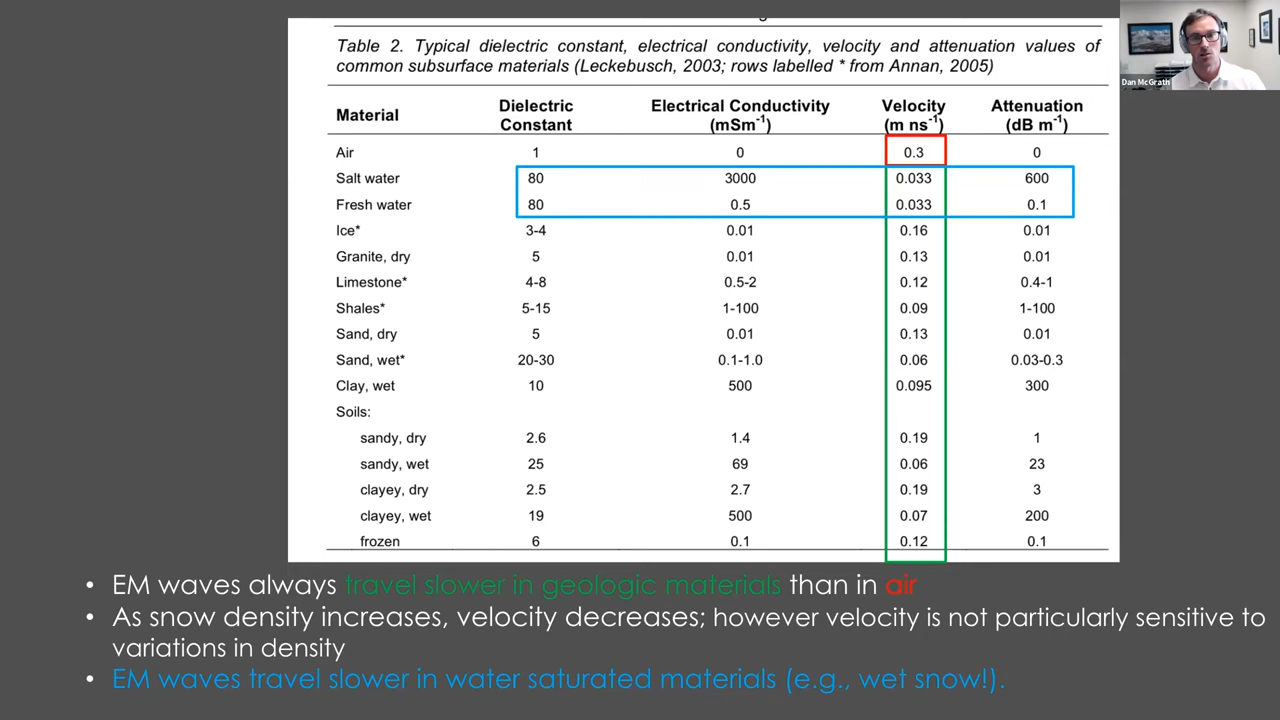 Table 2. Typical dielectric constant, electrical conductivity, velocity and attenuation values of
common subsurface materials (Leckebusch, 2003; rows labelled * from Annan, 2005)
Material Dielectric Constant Electrical Conductivity (mSm-1) Velocity (m ns-1) Attenuation (dB m-1)
Air 1 0 0.3 0
Salt water 80 3000 0.033 600
Fresh water 80 0.5 0.033 0.1
Ice* 3-4 0.01 0.16 0.01
Granite, dry 5 0.01 0.13 0.01
Limestone* 4-8 0.5-2 0.12 0.4-1
Shales* 5-15 1-100 0.09 1-100
Sand, dry 5 0.01 0.13 0.01
Sand, wet* 20-30 0.1-1.0 0.06 0.03-0.3
Clay, wet 10 500 0.095 300
Soils:
sandy, dry 2.6 1.4 0.19 1
sandy, wet 25 69 0.06 23
clayey, dry 2.5 2.7 0.19 3
clayey, wet 19 500 0.07 200
frozen 6 0.1 0.12 0.1
• EM waves always travel slower in geologic materials than in air
• As snow density increases, velocity decreases; however velocity is not particularly sensitive to
variations in density
• EM waves travel slower in water saturated materials (e.g., wet snow!).
Dan McGrath